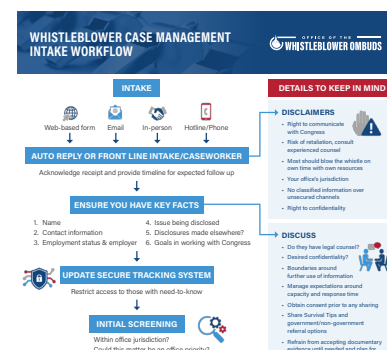 WHISTLEBLOWER CASE MANAGEMENT
INTAKE WORKFLOW
OFFICE OF THE
WHISTLEBLOWER OMBUDS
INTAKE
Web-based form
Email
In-person
Hotline/Phone
AUTO REPLY OR FRONT LINE INTAKE/CASEWORKER
Acknowledge receipt and provide timeline for expected follow up
ENSURE YOU HAVE KEY FACTS
1. Name
2. Contact information
3. Employment status & employer
4. Issue being disclosed
5. Disclosures made elsewhere?
6. Goals in working with Congress
UPDATE SECURE TRACKING SYSTEM
Restrict access to those with need-to-know
INITIAL SCREENING
Within office jurisdiction?
Could this matter be an office priority?
DETAILS TO KEEP IN MIND
DISCLAIMERS
• Right to communicate
with Congress
• Risk of retaliation, consult
experienced counsel
• Most should blow the whistle on
own time with own resources
• Your office's jurisdiction
• No classified information over
unsecured channels
• Right to confidentiality
DISCUSS
• Do they have legal counsel?
• Desired confidentiality?
• Boundaries around
further use of information
• Manage expectations around
capacity and response time
• Obtain consent prior to any sharing
• Share Survival Tips and
government/non-government
referral options
• Refrain from accepting documentary
evidence until needed and plan for